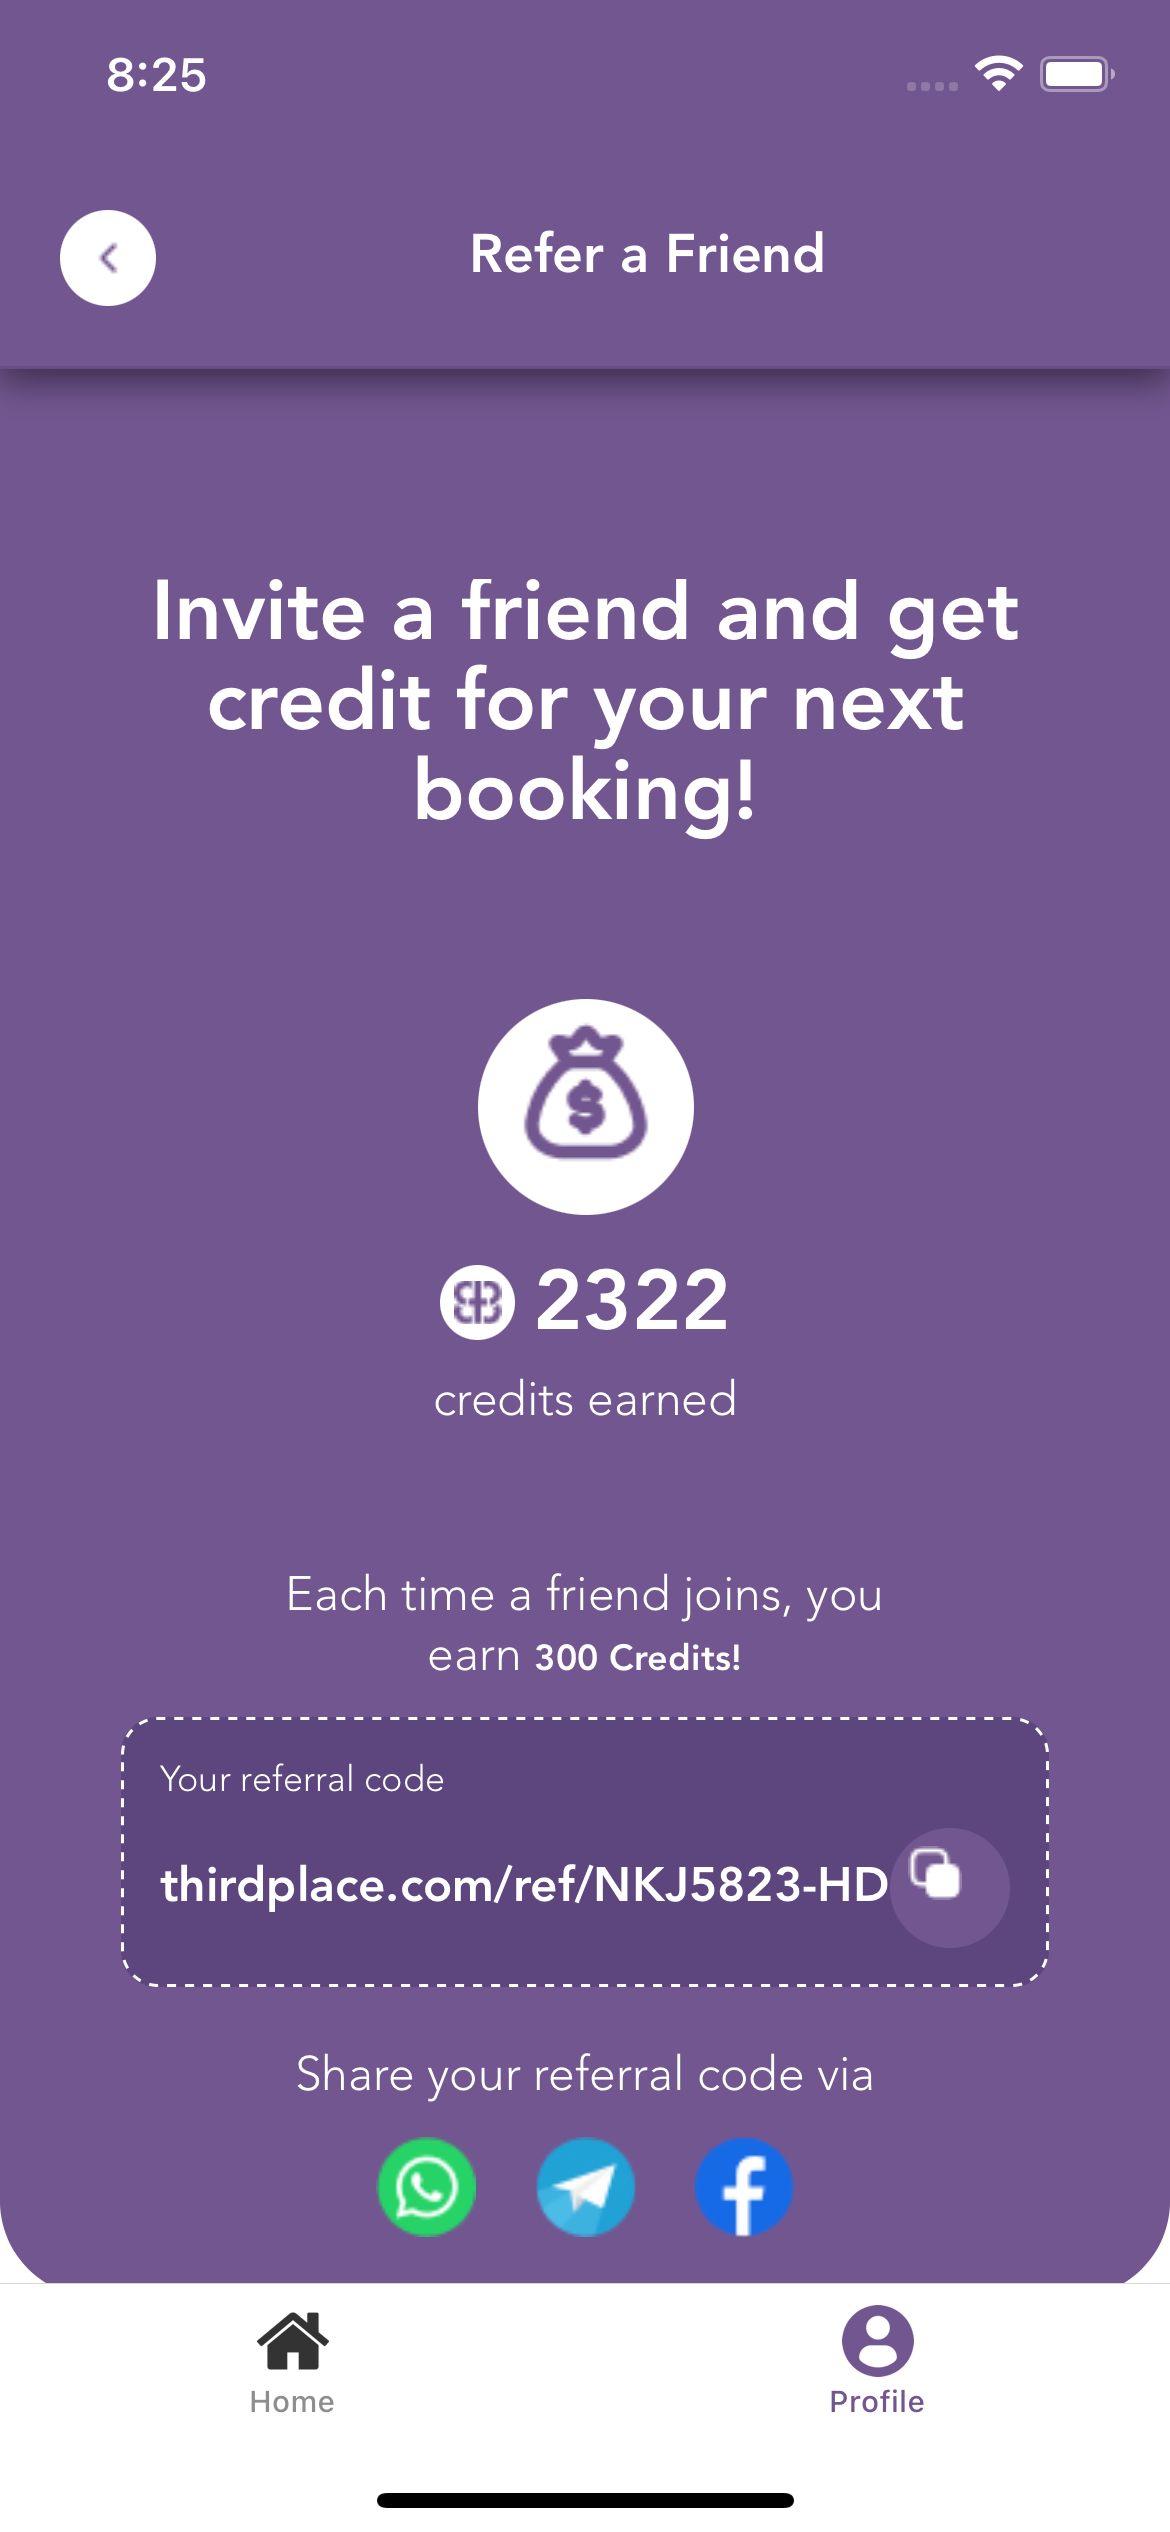 8:25
Refer a Friend
Invite a friend and get
credit for your next
booking!
$
2322
credits earned
Each time a friend joins, you
earn 300 Credits!
Your referral code
thirdplace.com/ref/NKJ5823-HD
Share your referral code via
Home
Profile